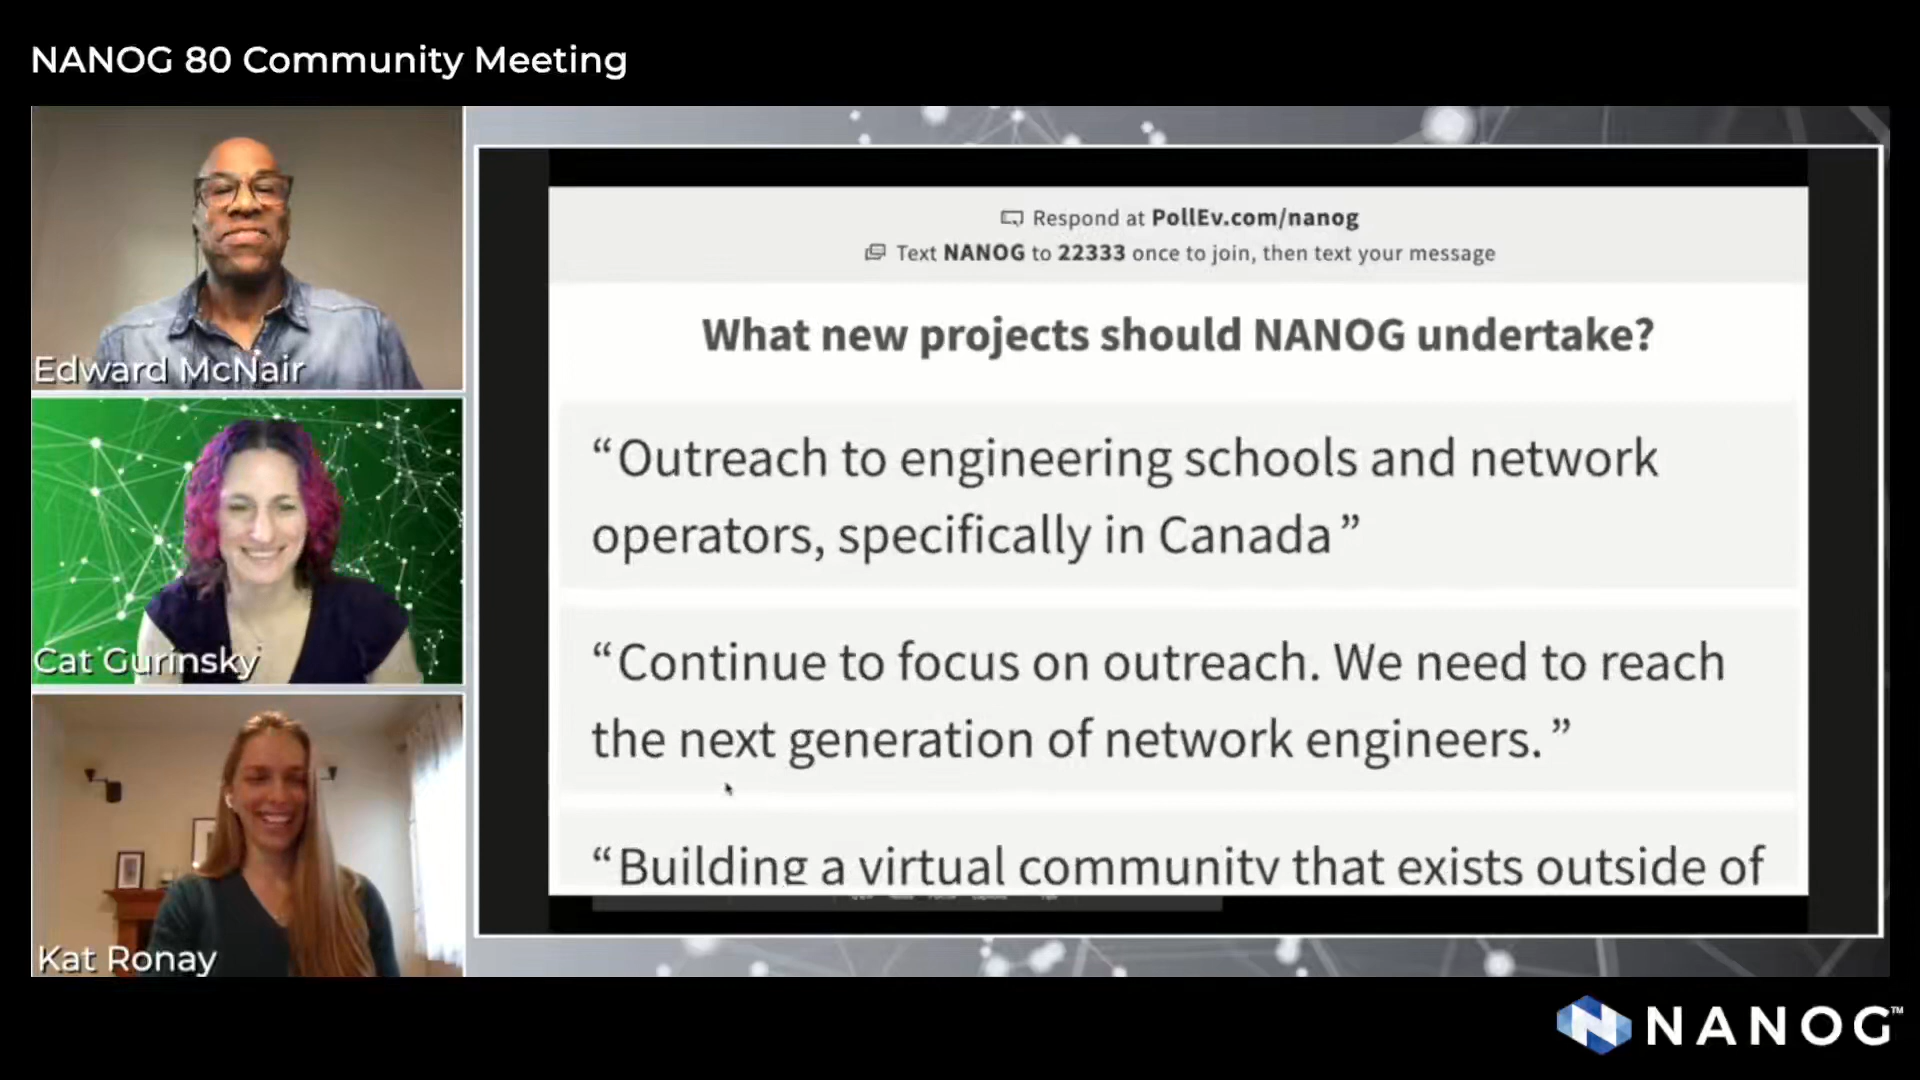 NANOG 80 Community Meeting
Edward McNair
Cat Gurinsky
Kat Ronay
Respond at PollEv.com/nanog
Text NANOG to 22333 once to join, then text your message
What new projects should NANOG undertake?
“Outreach to engineering schools and network
operators, specifically in Canada”
“Continue to focus on outreach. We need to reach
the next generation of network engineers.”
“Building a virtual community that exists outside of
NANOG™